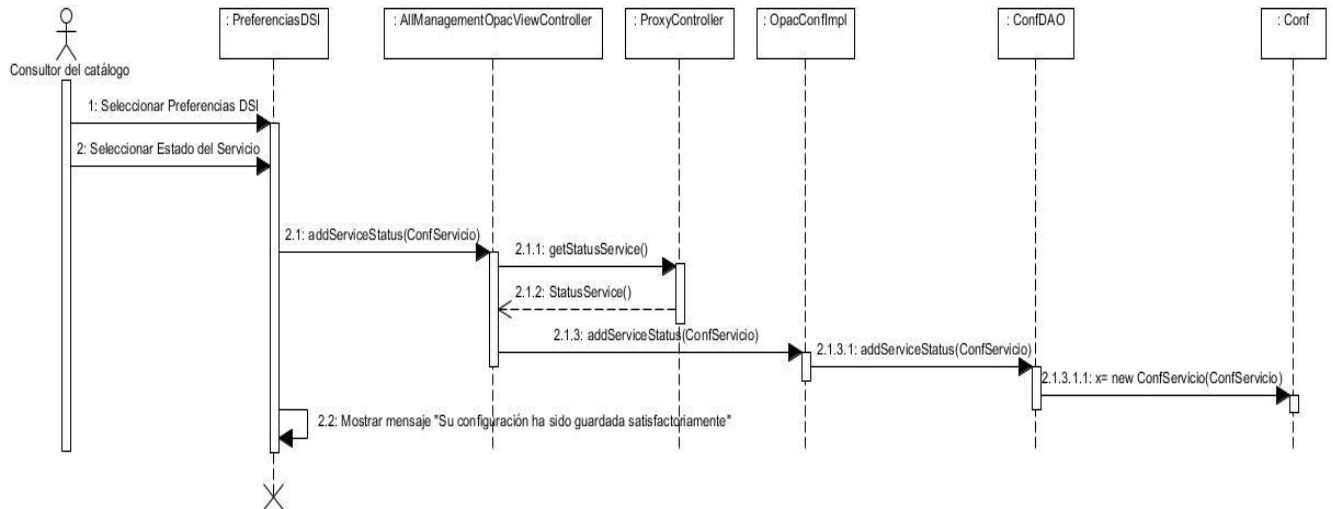 : PreferenciasDSI
: AllManagementOpacViewController
: ProxyController
: OpacConfImpl
: ConfDAO
: Conf
Consultor del catálogo
1: Seleccionar Preferencias DSI
2: Seleccionar Estado del Servicio
2.1: addServiceStatus(ConfServicio)
2.1.1: getStatusService()
2.1.2: StatusService()
2.1.3: addServiceStatus(ConfServicio)
2.1.3.1: addServiceStatus(ConfServicio)
2.1.3.1.1: x= new ConfServicio(ConfServicio)
2.2: Mostrar mensaje "Su configuración ha sido guardada satisfactoriamente"